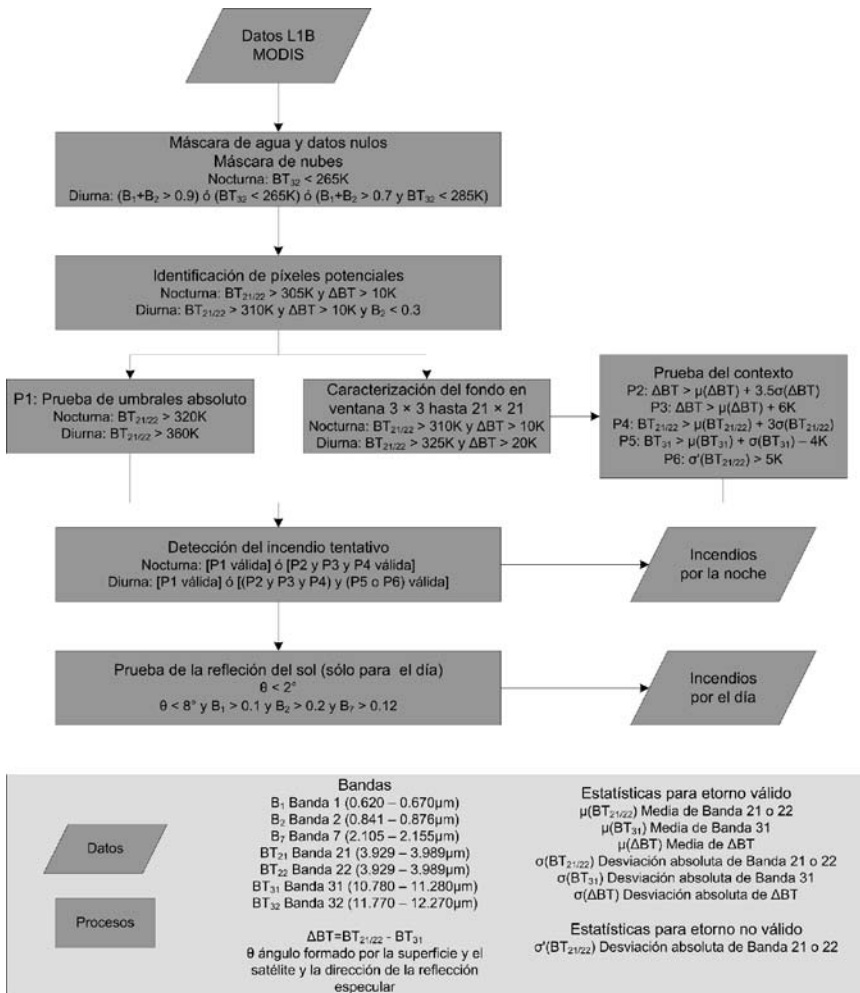 Datos L1B
MODIS
Máscara de agua y datos nulos
Máscara de nubes
Nocturna: BT₃₂ < 265K
Diurna: (B₁+B₂ > 0.9) ó (BT₃₂ < 265K) ó (B₁+B₂ > 0.7 y BT₃₂ < 285K)
Identificación de píxeles potenciales
Nocturna: BT₂₁/₂₂ > 305K y ΔBT > 10K
Diurna: BT₂₁/₂₂ > 310K y ΔBT > 10K y B₂ < 0.3
P1: Prueba de umbrales absoluto
Nocturna: BT₂₁/₂₂ > 320K
Diurna: BT₂₁/₂₂ > 360K
Caracterización del fondo en
ventana 3 × 3 hasta 21 × 21
Nocturna: BT₂₁/₂₂ > 310K y ΔBT > 10K
Diurna: BT₂₁/₂₂ > 325K y ΔBT > 20K
Prueba del contexto
P2: ΔBT > μ(ΔBT) + 3.5σ(ΔBT)
P3: ΔBT > μ(ΔBT) + 6K
P4: BT₂₁/₂₂ > μ(BT₂₁/₂₂) + 3σ(BT₂₁/₂₂)
P5: BT₃₁ > μ(BT₃₁) + σ(BT₃₁) – 4K
P6: σ'(BT₂₁/₂₂) > 5K
Detección del incendio tentativo
Nocturna: [P1 válida] ó [P2 y P3 y P4 válida]
Diurna: [P1 válida] ó [(P2 y P3 y P4) y (P5 o P6) válida]
Incendios
por la noche
Prueba de la refleción del sol (sólo para el día)
θ < 2°
θ < 8° y B₁ > 0.1 y B₂ > 0.2 y B₇ > 0.12
Incendios
por el día
Datos
Procesos
Bandas
B₁ Banda 1 (0.620 – 0.670μm)
B₂ Banda 2 (0.841 – 0.876μm)
B₇ Banda 7 (2.105 – 2.155μm)
BT₂₁ Banda 21 (3.929 – 3.989μm)
BT₂₂ Banda 22 (3.929 – 3.989μm)
BT₃₁ Banda 31 (10.780 – 11.280μm)
BT₃₂ Banda 32 (11.770 – 12.270μm)
ΔBT=BT₂₁/₂₂ - BT₃₁
θ ángulo formado por la superficie y el
satélite y la dirección de la reflección
especular
Estatísticas para etorno válido
μ(BT₂₁/₂₂) Media de Banda 21 o 22
μ(BT₃₁) Media de Banda 31
μ(ΔBT) Media de ΔBT
σ(BT₂₁/₂₂) Desviación absoluta de Banda 21 o 22
σ(BT₃₁) Desviación absoluta de Banda 31
σ(ΔBT) Desviación absoluta de ΔBT
Estatísticas para etorno no válido
σ'(BT₂₁/₂₂) Desviación absoluta de Banda 21 o 22